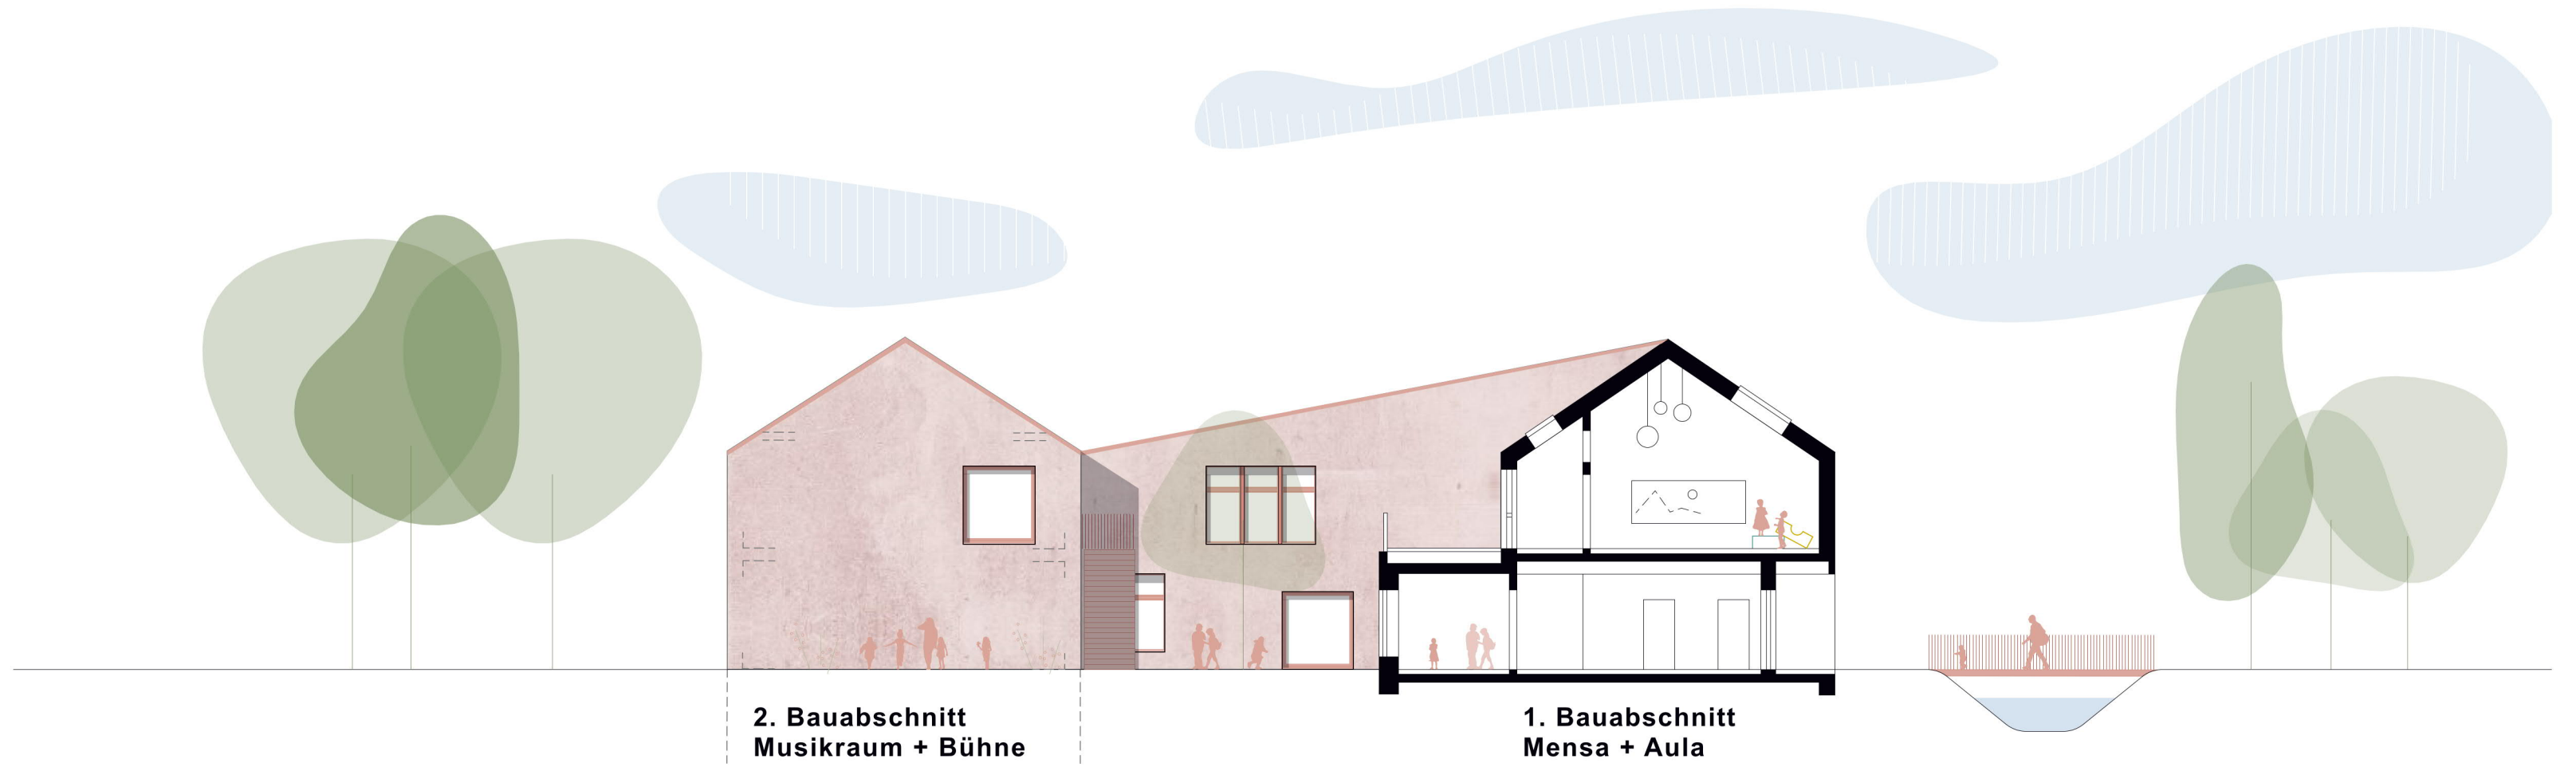 2. Bauabschnitt
Musikraum + Bühne
1. Bauabschnitt
Mensa + Aula